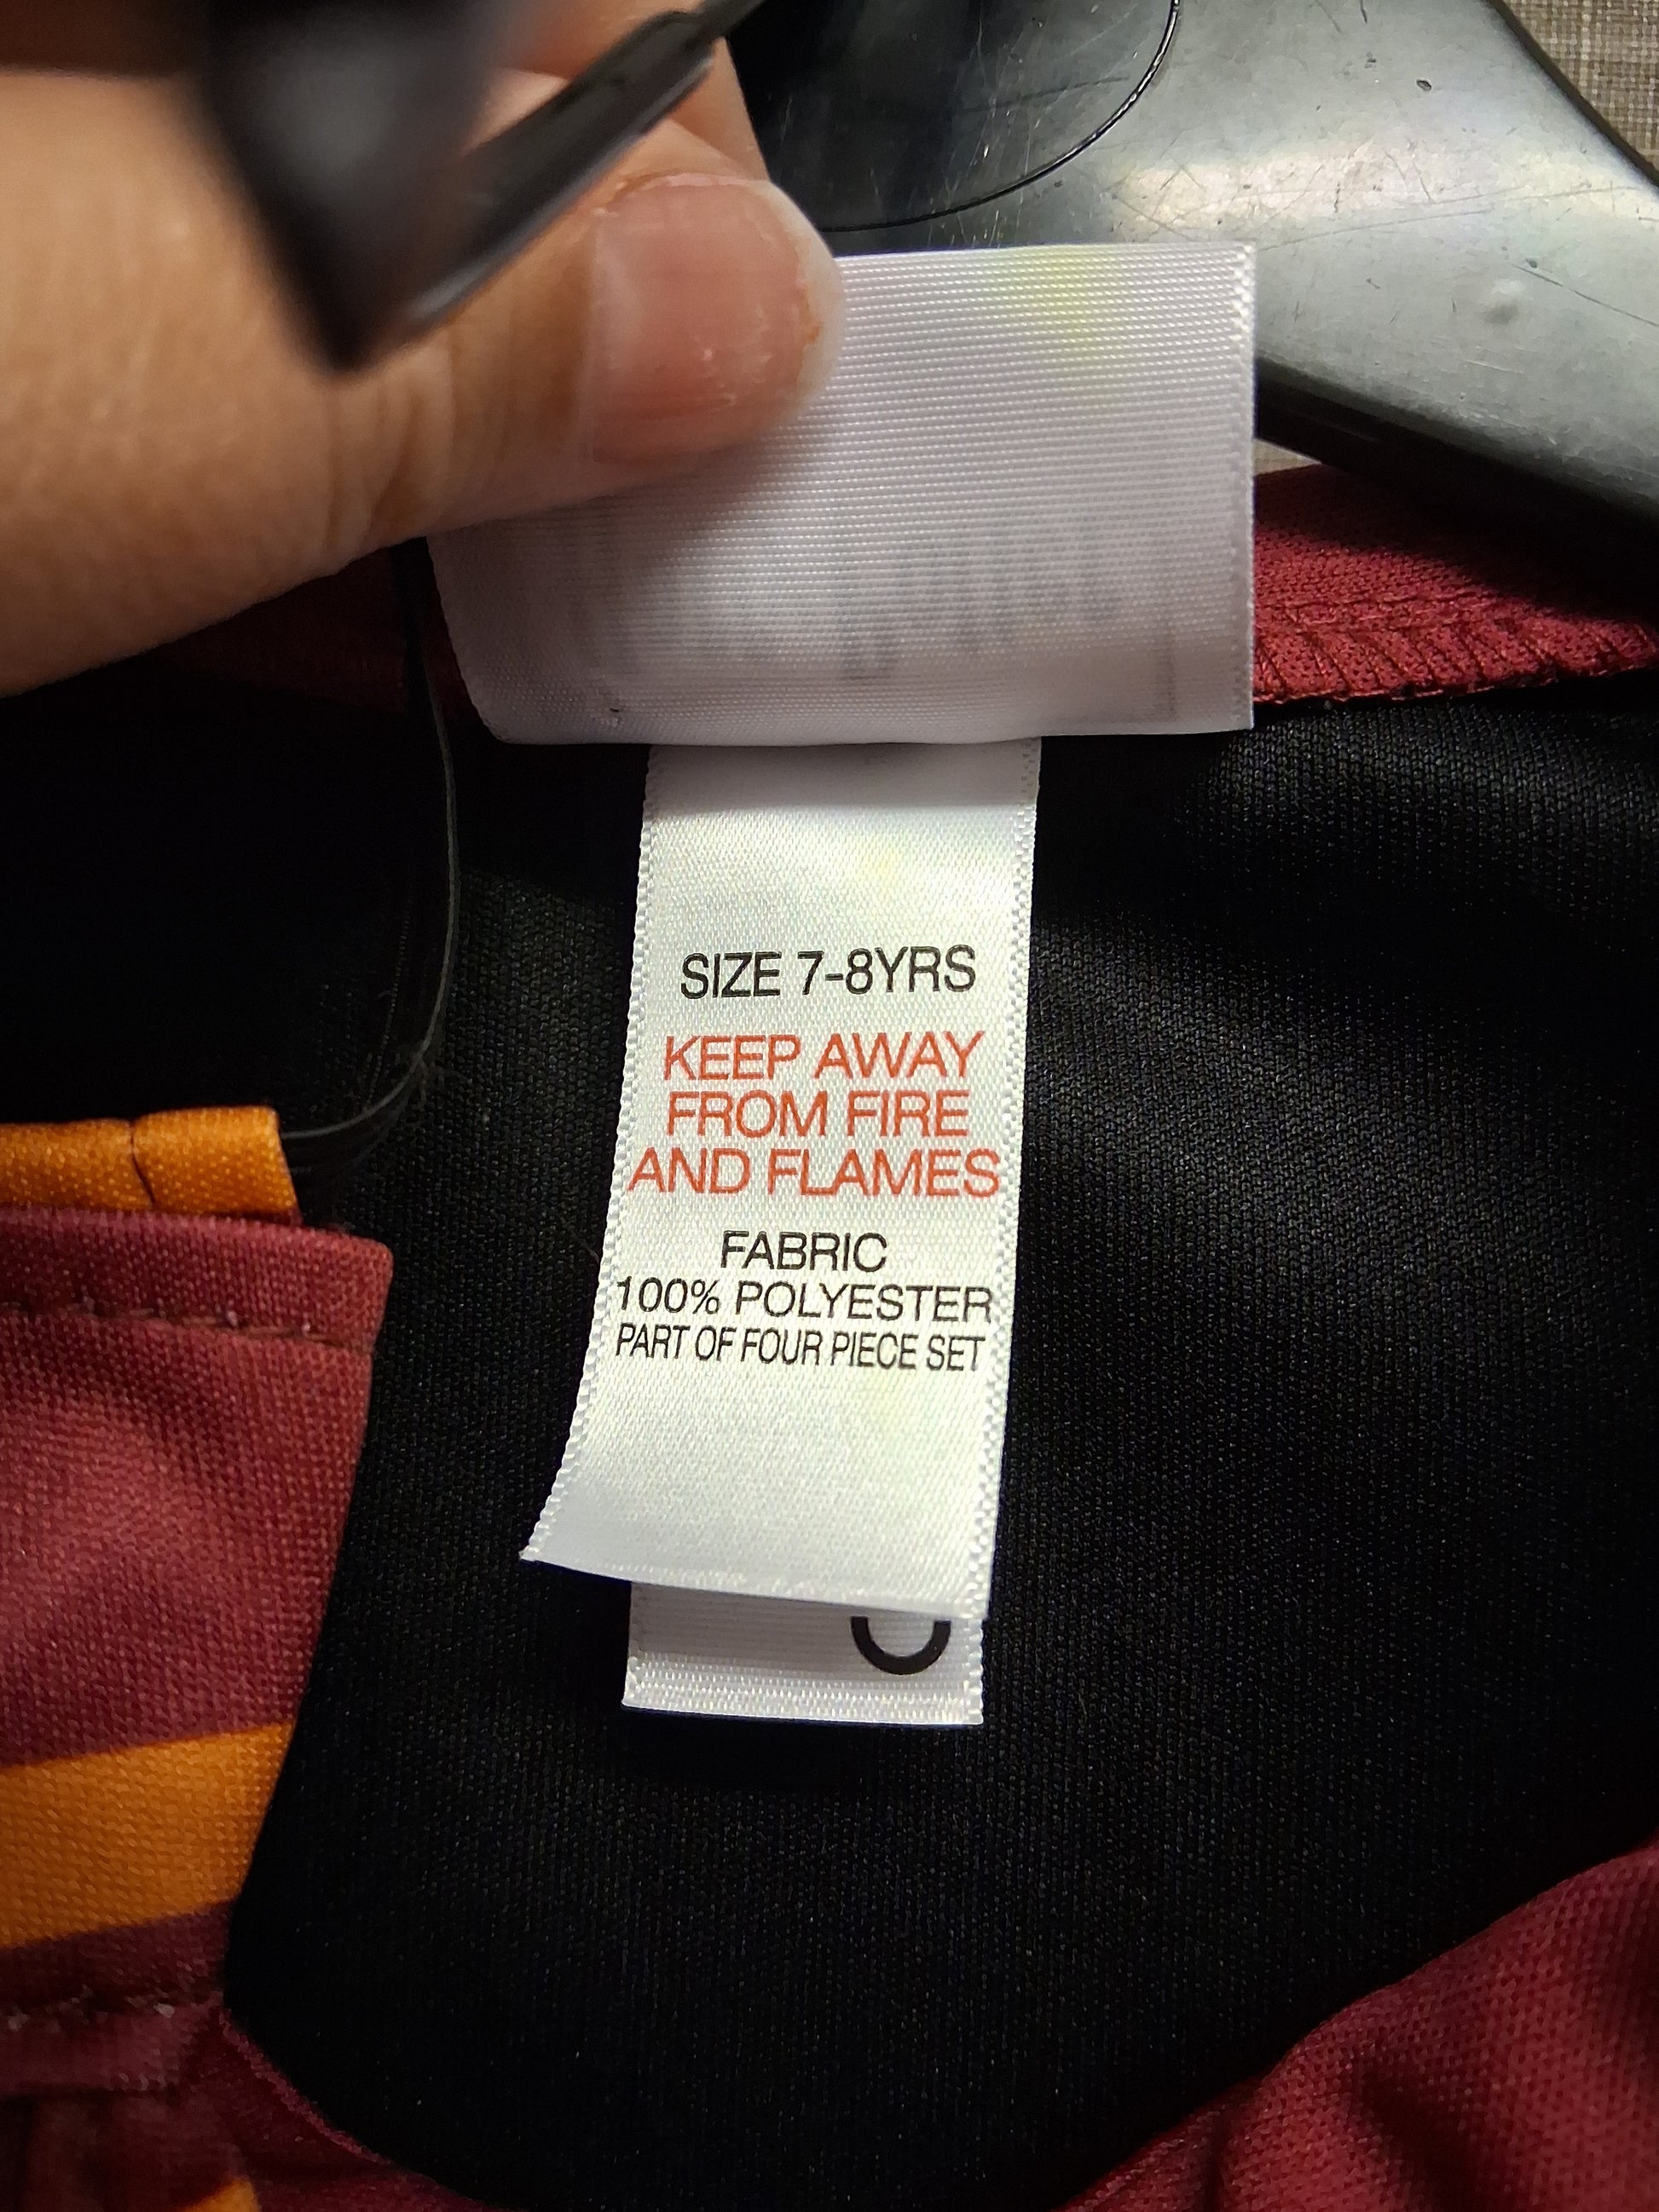 SIZE 7-8YRS
KEEP AWAY
FROM FIRE
AND FLAMES
FABRIC
100% POLYESTER
PART OF FOUR PIECE SET